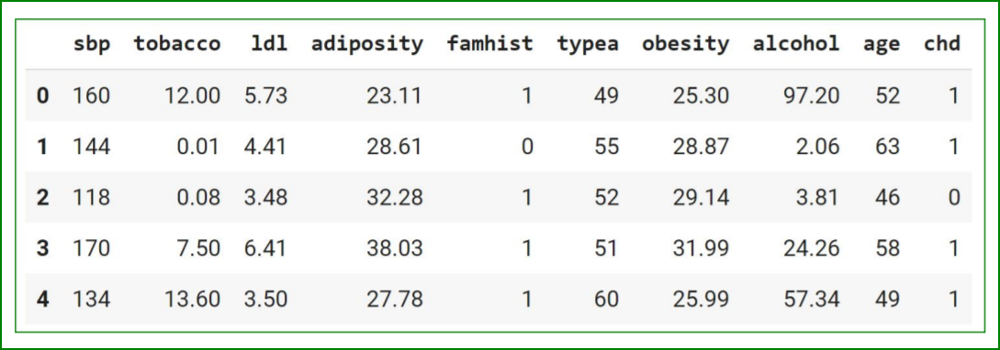 sbp tobacco ldl adiposity famhist typea obesity alcohol age chd
0 160 12.00 5.73 23.11 1 49 25.30 97.20 52 1
1 144 0.01 4.41 28.61 0 55 28.87 2.06 63 1
2 118 0.08 3.48 32.28 1 52 29.14 3.81 46 0
3 170 7.50 6.41 38.03 1 51 31.99 24.26 58 1
4 134 13.60 3.50 27.78 1 60 25.99 57.34 49 1